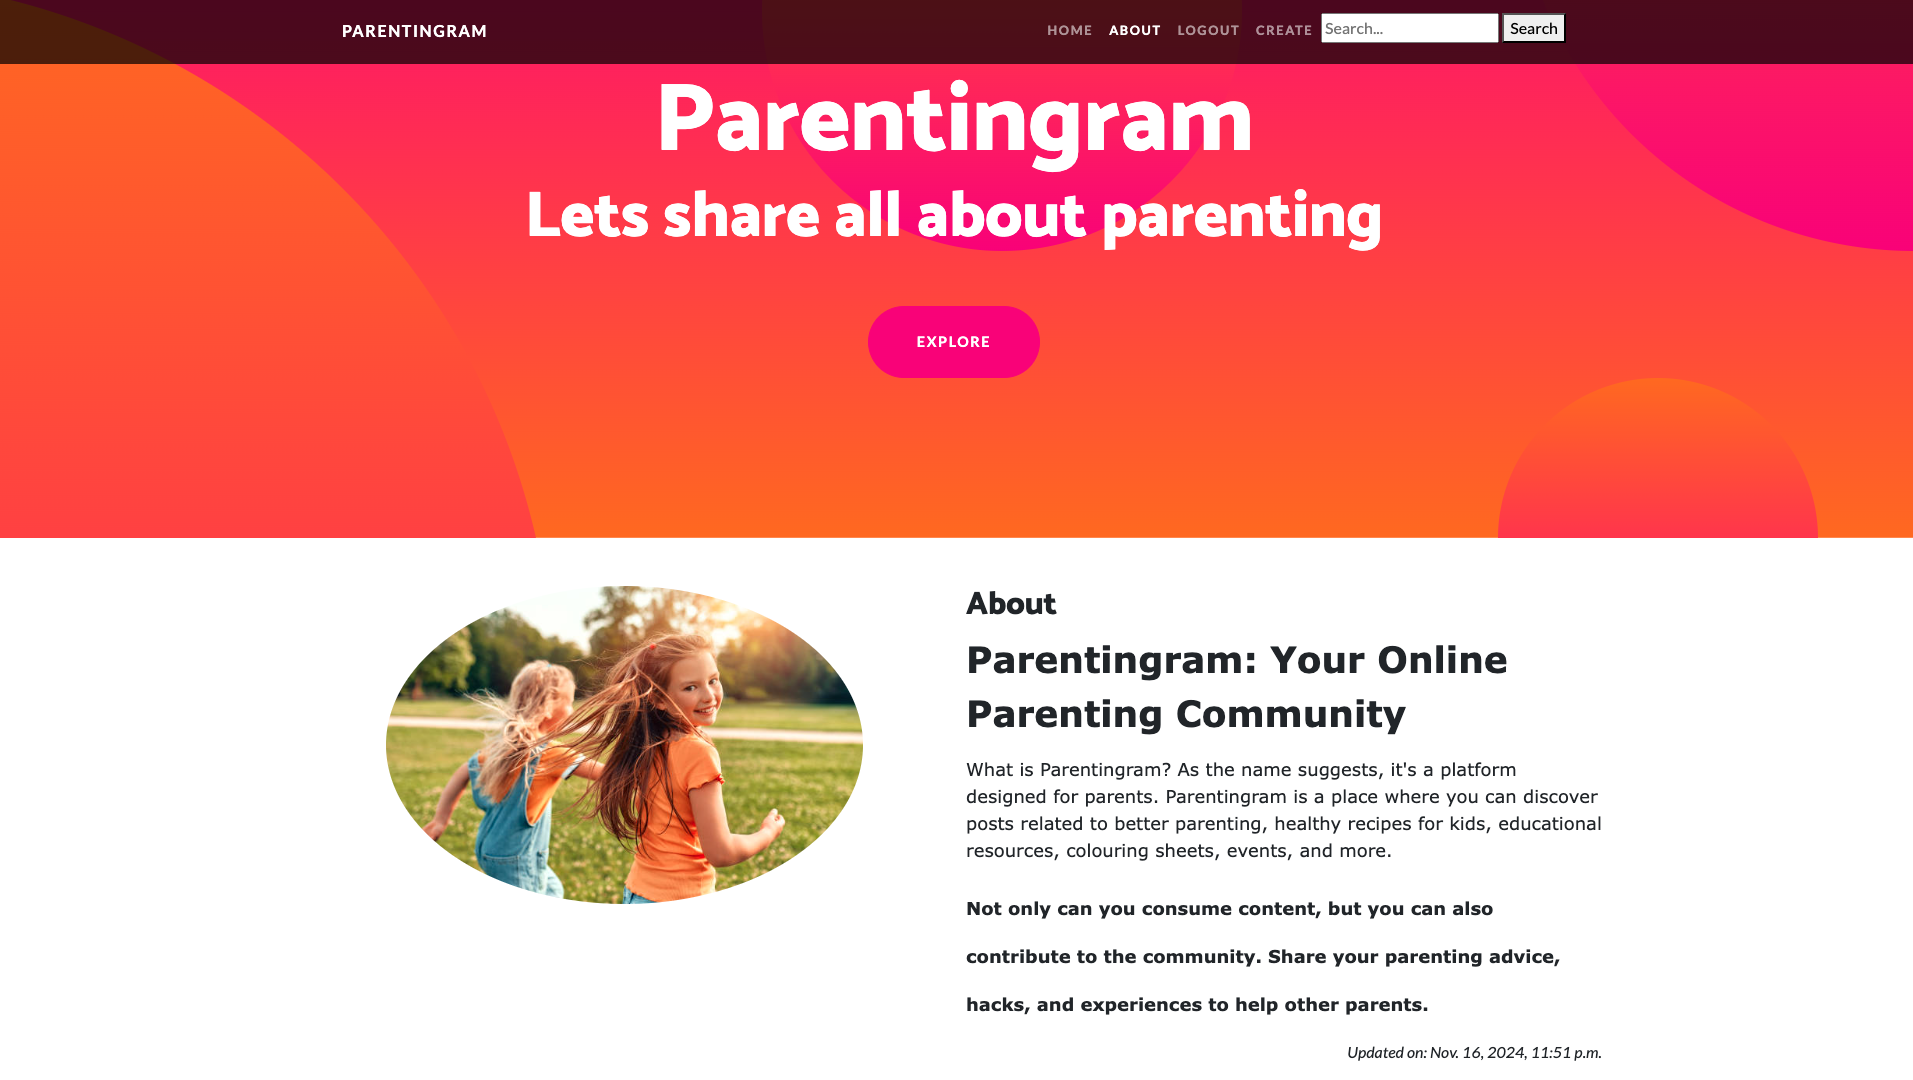 PARENTINGRAM
HOME ABOUT LOGOUT CREATE Search... Search
Parentingram
Lets share all about parenting
EXPLORE
About
Parentingram: Your Online
Parenting Community
What is Parentingram? As the name suggests, it's a platform
designed for parents. Parentingram is a place where you can discover
posts related to better parenting, healthy recipes for kids, educational
resources, colouring sheets, events, and more.
Not only can you consume content, but you can also
contribute to the community. Share your parenting advice,
hacks, and experiences to help other parents.
Updated on: Nov. 16, 2024, 11:51 p.m.